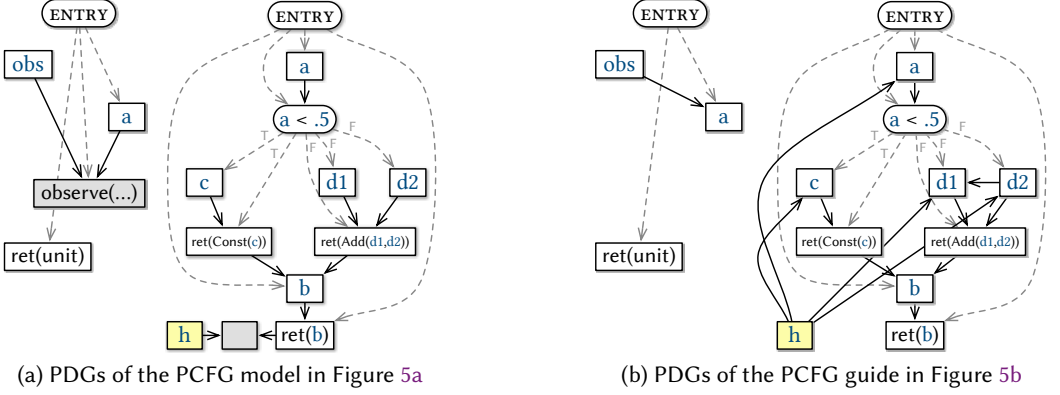 ENTRY
obs
a
observe(...)
ret(unit)
ENTRY
a
a < .5
T
T
F
F
F
c
d1
d2
ret(Const(c))
ret(Add(d1,d2))
b
h
ret(b)
(a) PDGs of the PCFG model in Figure 5a
ENTRY
obs
a
ret(unit)
ENTRY
a
a < .5
T
T
F
F
F
c
d1
d2
ret(Const(c))
ret(Add(d1,d2))
b
h
ret(b)
(b) PDGs of the PCFG guide in Figure 5b